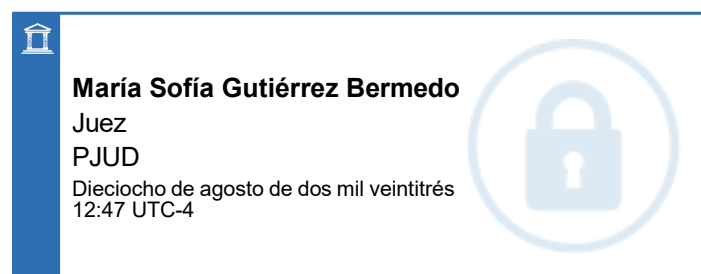 María Sofía Gutiérrez Bermedo
Juez
PJUD
Dieciocho de agosto de dos mil veintitrés
12:47 UTC-4